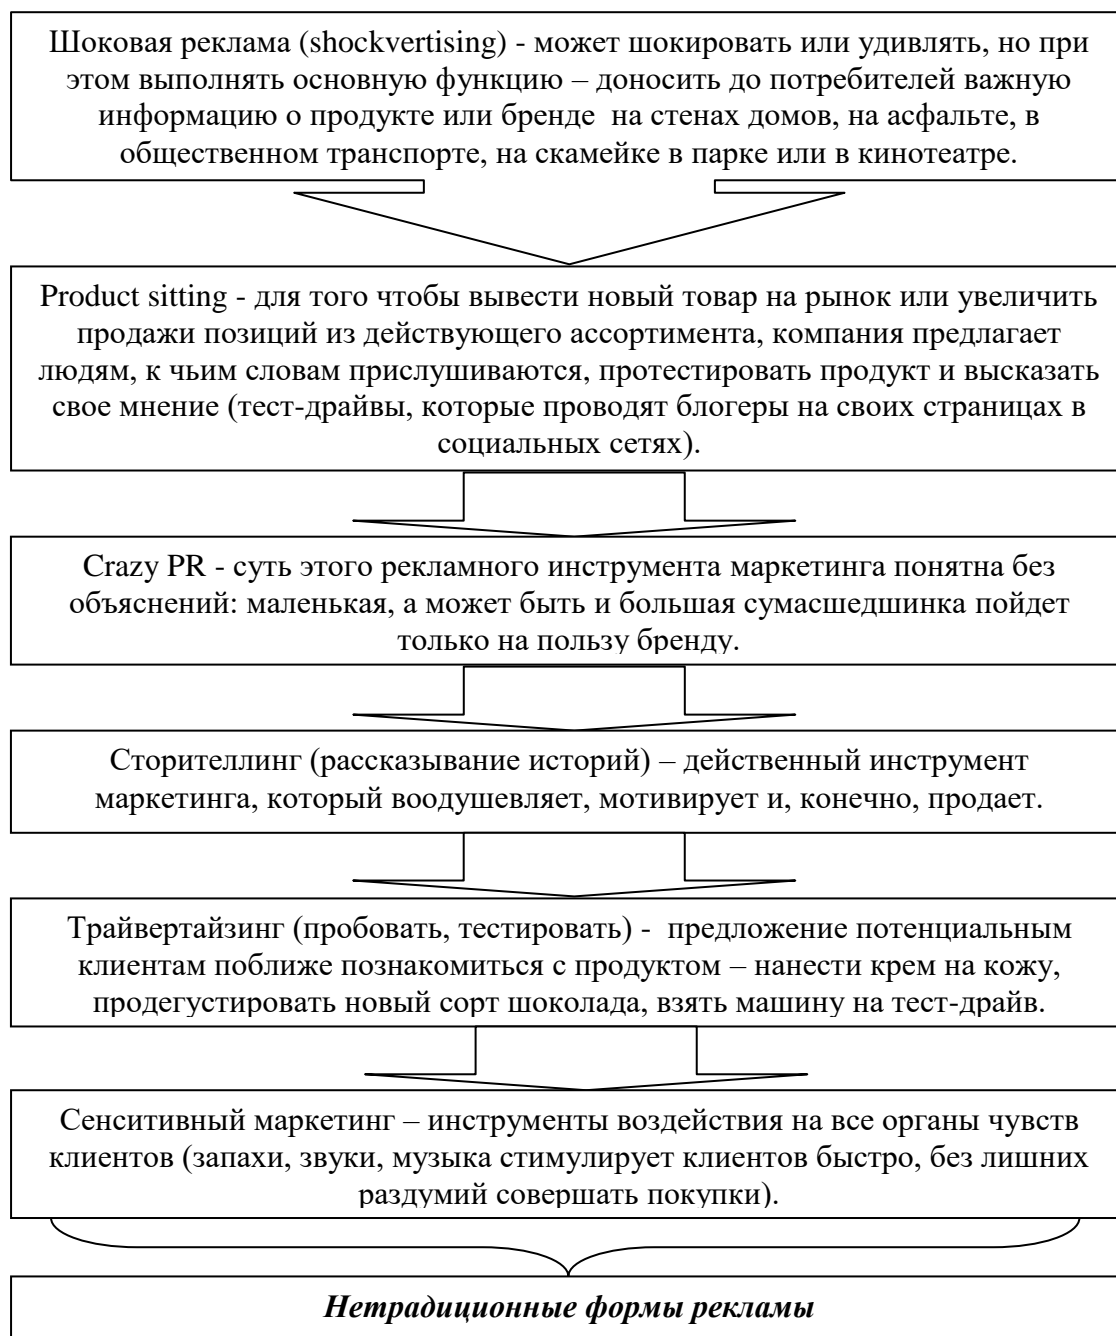 Шоковая реклама (shockvertising) - может шокировать или удивлять, но при
этом выполнять основную функцию – доносить до потребителей важную
информацию о продукте или бренде  на стенах домов, на асфальте, в
общественном транспорте, на скамейке в парке или в кинотеатре.
Product sitting - для того чтобы вывести новый товар на рынок или увеличить
продажи позиций из действующего ассортимента, компания предлагает
людям, к чьим словам прислушиваются, протестировать продукт и высказать
свое мнение (тест-драйвы, которые проводят блогеры на своих страницах в
социальных сетях).
Crazy PR - суть этого рекламного инструмента маркетинга понятна без
объяснений: маленькая, а может быть и большая сумасшедшинка пойдет
только на пользу бренду.
Сторителлинг (рассказывание историй) – действенный инструмент
маркетинга, который воодушевляет, мотивирует и, конечно, продает.
Трайвертайзинг (пробовать, тестировать) -  предложение потенциальным
клиентам поближе познакомиться с продуктом – нанести крем на кожу,
продегустировать новый сорт шоколада, взять машину на тест-драйв.
Сенситивный маркетинг – инструменты воздействия на все органы чувств
клиентов (запахи, звуки, музыка стимулирует клиентов быстро, без лишних
раздумий совершать покупки).
Нетрадиционные формы рекламы